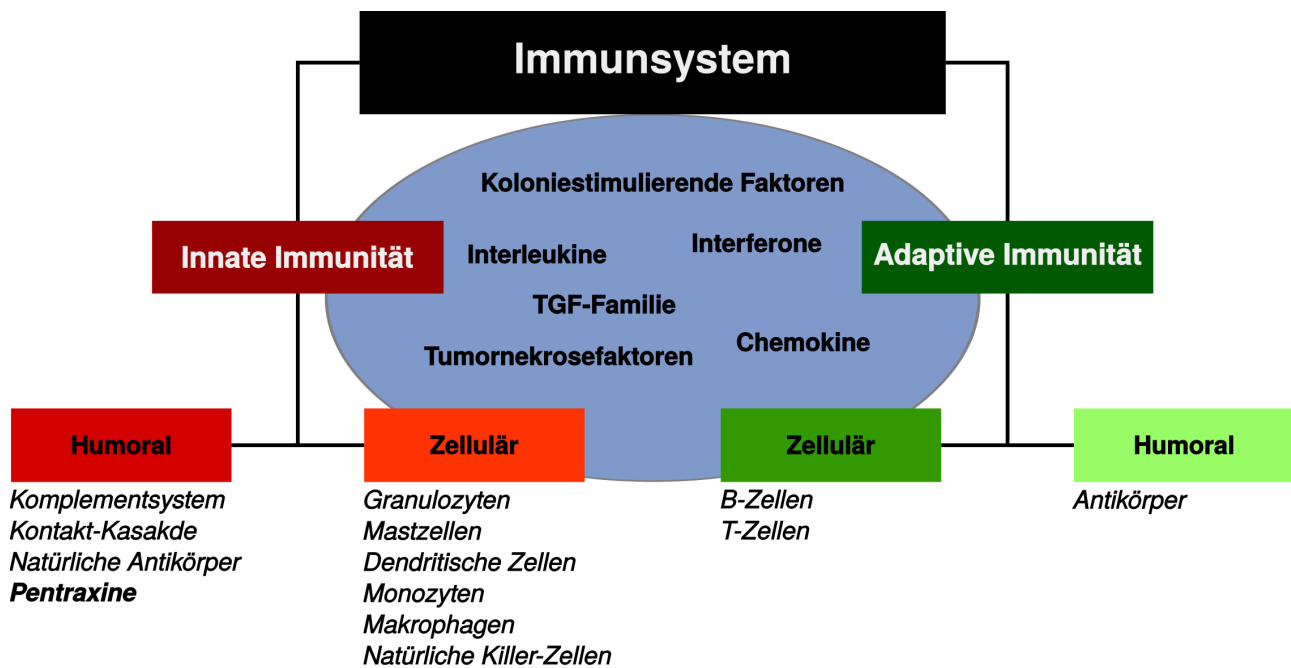 Immunsystem
Koloniestimulierende Faktoren
Innate Immunität
Interleukine
Interferone
Adaptive Immunität
TGF-Familie
Tumornekrosefaktoren
Chemokine
Humoral
Komplementsystem
Kontakt-Kasakde
Natürliche Antikörper
Pentraxine
Zellulär
Granulozyten
Mastzellen
Dendritische Zellen
Monozyten
Makrophagen
Natürliche Killer-Zellen
Zellulär
B-Zellen
T-Zellen
Humoral
Antikörper